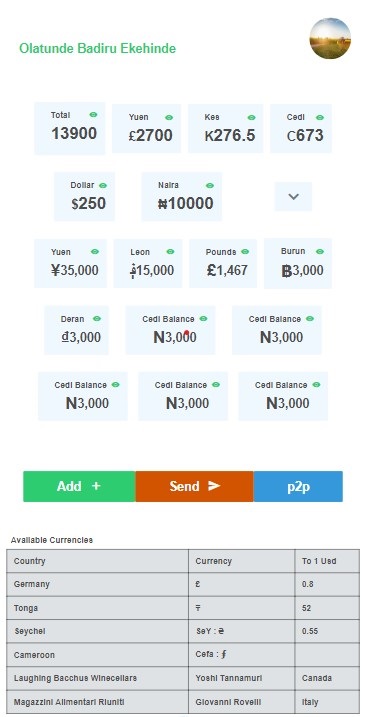 Olatunde Badiru Ekehinde
Total Yuen Kes Cedi
13900 £2700 K276.5 C673
Dollar Naira
$250 ₦10000
Yuen Leon Pounds Burun
¥35,000 15,000 £1,467 ฿3,000
Deran Cedi Balance Cedi Balance
₫3,000 N3,000 N3,000
Cedi Balance Cedi Balance Cedi Balance
N3,000 N3,000 N3,000
Add + Send p2p
Available Currencies
Country Currency To 1 Usd
Germany £ 0.8
Tonga ₸ 52
Seychel SeY : ₴ 0.55
Cameroon Cefa : ∮
Laughing Bacchus Winecellars Yoshi Tannamuri Canada
Magazzini Alimentari Riuniti Giovanni Rovelli Italy